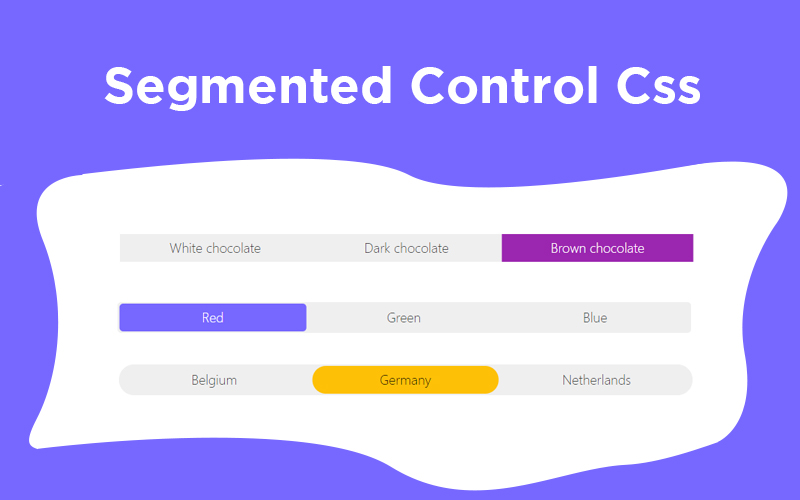 Segmented Control Css
White chocolate Dark chocolate Brown chocolate
Red Green Blue
Belgium Germany Netherlands